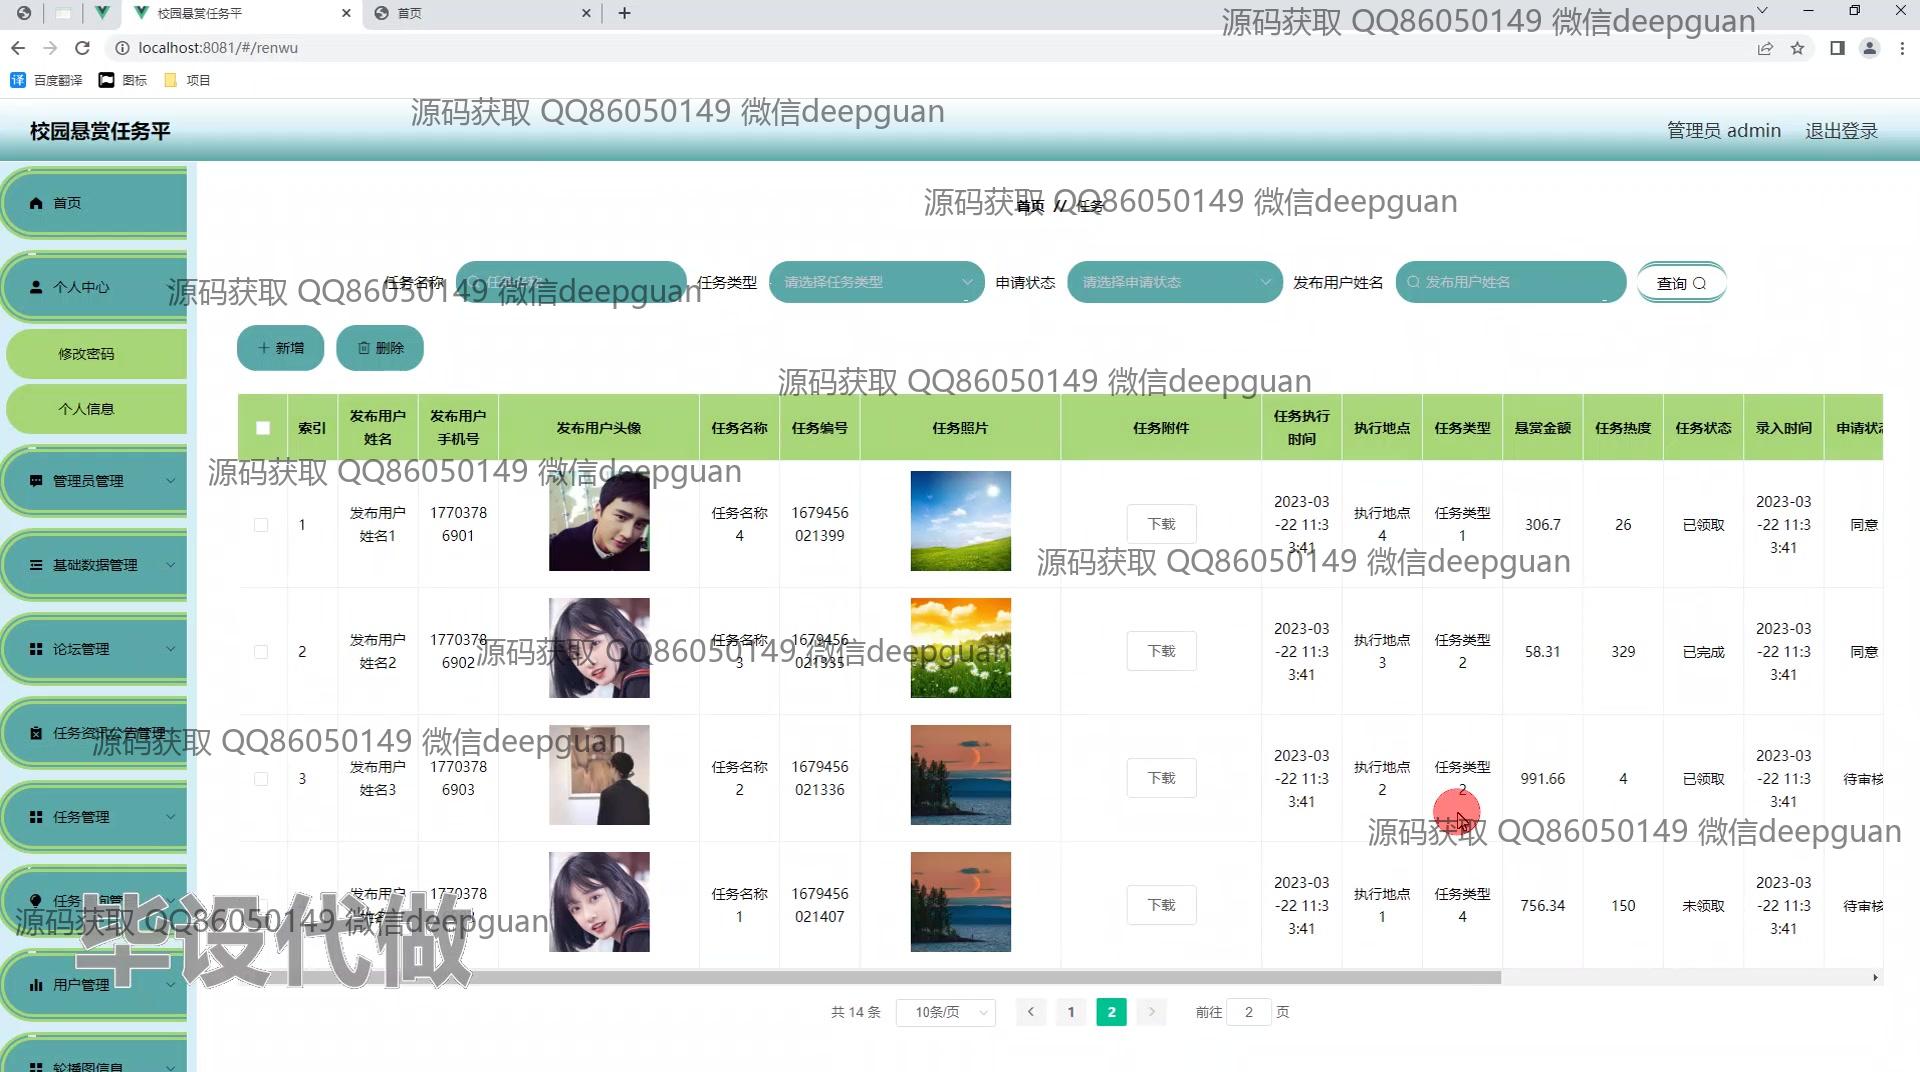 校园悬赏任务平
首页
localhost:8081/#/renwu
百度翻译 图标 项目
源码获取 QQ86050149 微信deepguan
源码获取 QQ86050149 微信deepguan
校园悬赏任务平
管理员 admin 退出登录
首页
个人中心
修改密码
个人信息
管理员管理
基础数据管理
论坛管理
任务资讯公告管理
任务管理
用户管理
轮播图信息
源码获取 QQ86050149 微信deepguan
首页 // 任务
任务名称 任务类型 请选择任务类型 申请状态 请选择申请状态 发布用户姓名 发布用户姓名 查询
源码获取 QQ86050149 微信deepguan
新增 删除
源码获取 QQ86050149 微信deepguan
索引 发布用户姓名 发布用户手机号 发布用户头像 任务名称 任务编号 任务照片 任务附件 任务执行时间 执行地点 任务类型 悬赏金额 任务热度 任务状态 录入时间 申请状态
源码获取 QQ86050149 微信deepguan
1 发布用户姓名1 17703786901 任务名称4 1679456021399 下载 2023-03-22 11:33:41 执行地点4 任务类型1 306.7 26 已领取 2023-03-22 11:33:41 同意
源码获取 QQ86050149 微信deepguan
2 发布用户姓名2 17703786902 任务名称3 1679456021335 下载 2023-03-22 11:33:41 执行地点3 任务类型2 58.31 329 已完成 2023-03-22 11:33:41 同意
源码获取 QQ86050149 微信deepguan
源码获取 QQ86050149 微信deepguan
3 发布用户姓名3 17703786903 任务名称2 1679456021336 下载 2023-03-22 11:33:41 执行地点2 任务类型2 991.66 4 已领取 2023-03-22 11:33:41 待审核
源码获取 QQ86050149 微信deepguan
发布用户 1770378 任务名称1 1679456021407 下载 2023-03-22 11:33:41 执行地点1 任务类型4 756.34 150 未领取 2023-03-22 11:33:41 待审核
源码获取 QQ86050149 微信deepguan
毕设代做
共 14 条 10条/页 1 2 前往 2 页